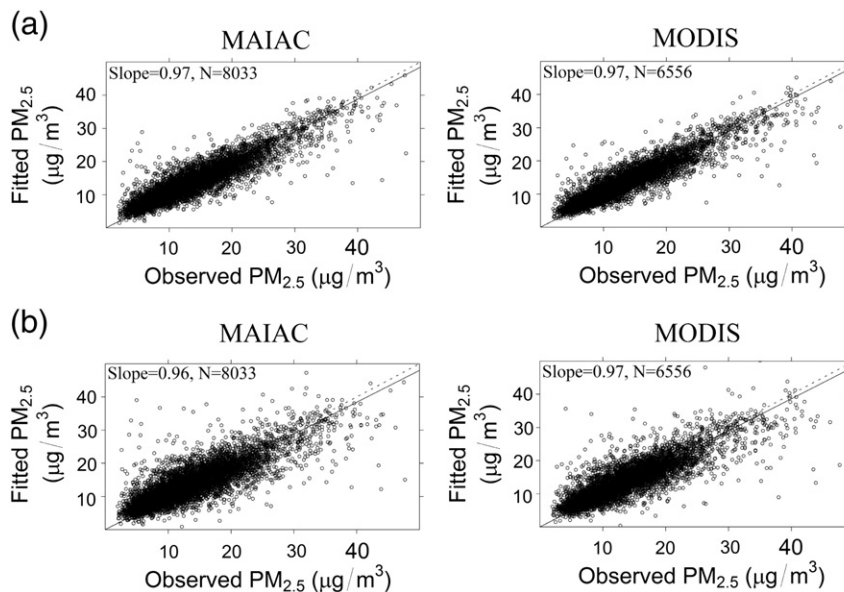 (a)
MAIAC
MODIS
Slope=0.97, N=8033
Slope=0.97, N=6556
40
30
20
10
Fitted PM2.5
(μg/m3)
10 20 30 40
Observed PM2.5 (μg/m3)
40
30
20
10
Fitted PM2.5
(μg/m3)
10 20 30 40
Observed PM2.5 (μg/m3)
(b)
MAIAC
MODIS
Slope=0.96, N=8033
Slope=0.97, N=6556
40
30
20
10
Fitted PM2.5
(μg/m3)
10 20 30 40
Observed PM2.5 (μg/m3)
40
30
20
10
Fitted PM2.5
(μg/m3)
10 20 30 40
Observed PM2.5 (μg/m3)